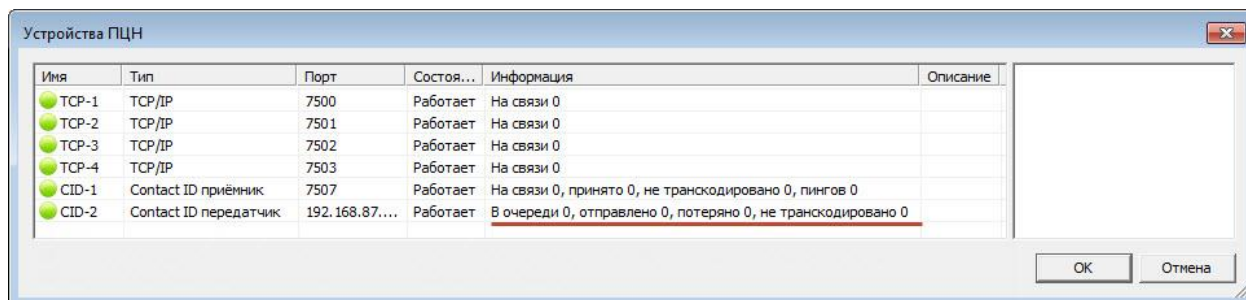 Устройства ПЦН
Имя Тип Порт Состоя... Информация Описание
TCP-1 TCP/IP 7500 Работает На связи 0
TCP-2 TCP/IP 7501 Работает На связи 0
TCP-3 TCP/IP 7502 Работает На связи 0
TCP-4 TCP/IP 7503 Работает На связи 0
CID-1 Contact ID приёмник 7507 Работает На связи 0, принято 0, не транскодировано 0, пингов 0
CID-2 Contact ID передатчик 192.168.87.... Работает В очереди 0, отправлено 0, потеряно 0, не транскодировано 0
OK Отмена